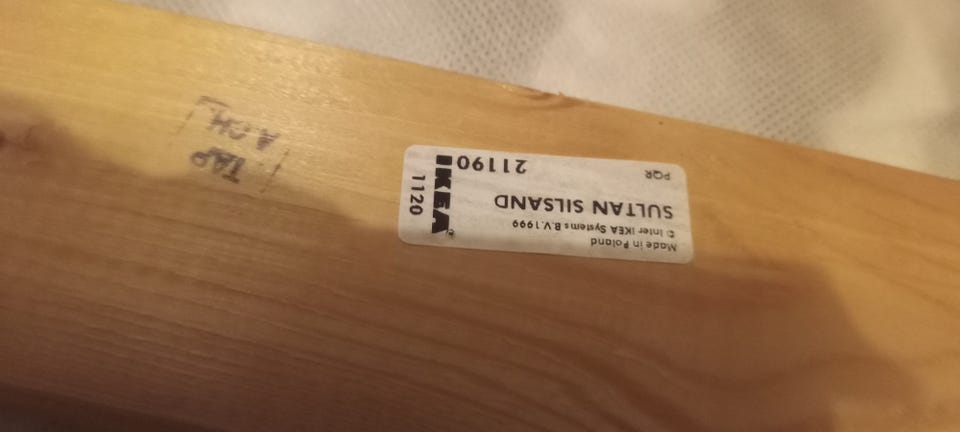 Made in Poland
© Inter IKEA Systems B.V. 1999
SULTAN SILSAND
PQR
21190
IKEA®
1120
TAP